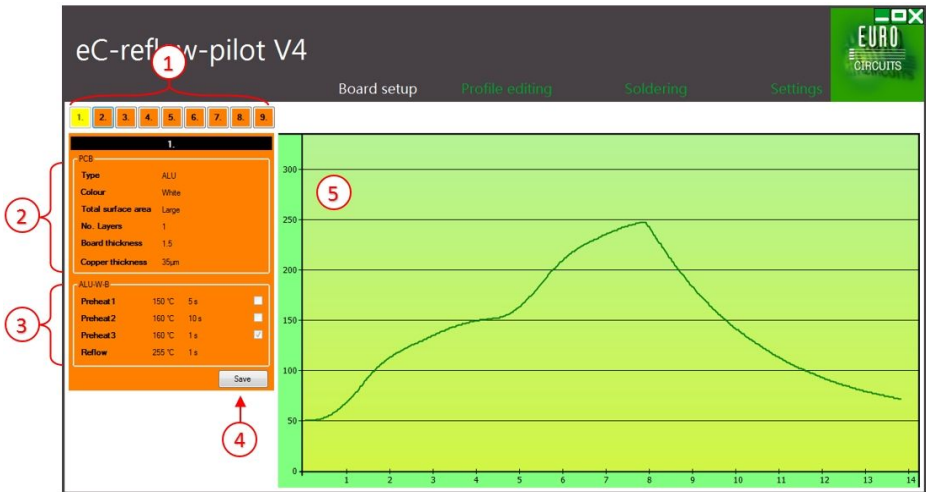 eC-reflow-pilot V4
EURO
CIRCUITS
1
Board setup Profile editing Soldering Settings
1. 2. 3. 4. 5. 6. 7. 8. 9.
1.
PCB
Type ALU
Colour White
Total surface area Large
No. Layers 1
Board thickness 1.5
Copper thickness 35µm
2
ALU-W-B
Preheat1 150 °C 5 s
Preheat2 160 °C 10 s
Preheat3 160 °C 1 s
Reflow 255 °C 1 s
3
Save
4
5
300
250
200
150
100
50
0
1 2 3 4 5 6 7 8 9 10 11 12 13 14